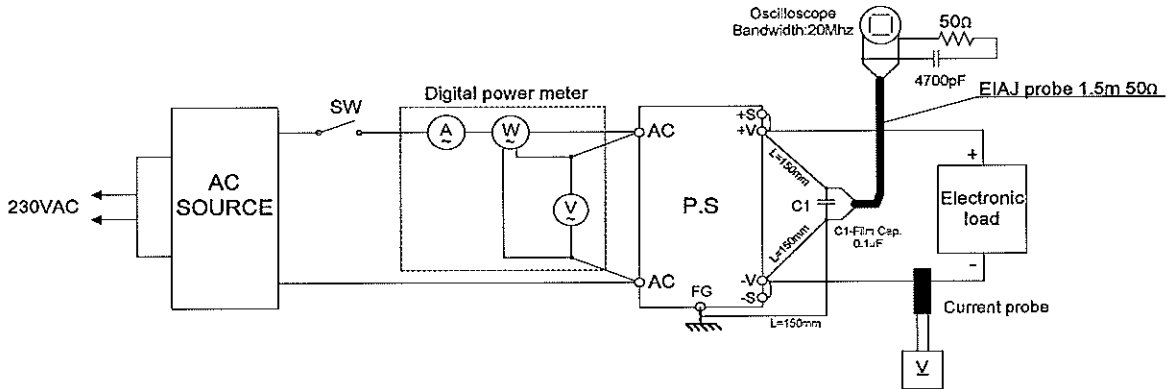 Oscilloscope
Bandwidth:20Mhz
50Ω
4700pF
EIAJ probe 1.5m 50Ω
Digital power meter
SW
A
W
V
230VAC
AC
SOURCE
AC
AC
P.S
FG
+S
+V
-V
-S
L=150mm
L=150mm
L=150mm
C1
C1-Film Cap.
0.1uF
+
Electronic
load
-
Current probe
V